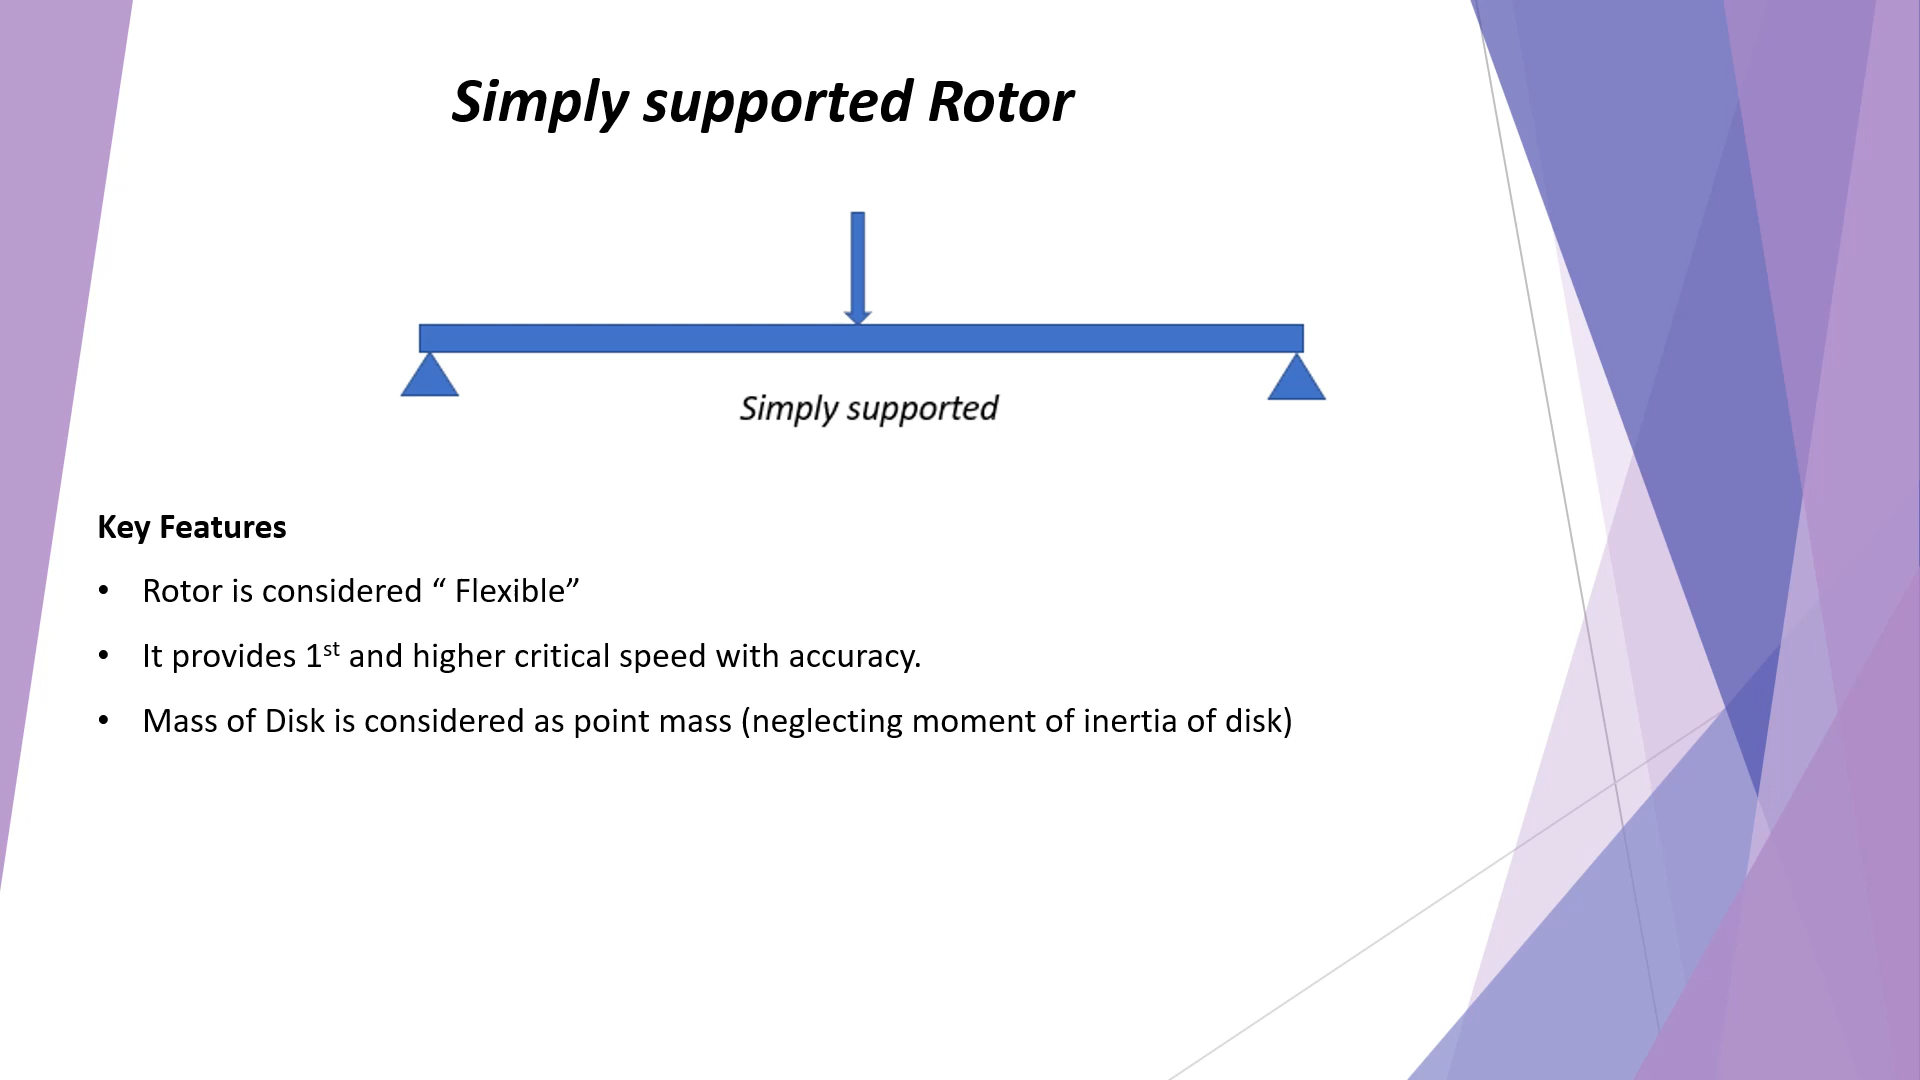 Simply supported Rotor
Simply supported
Key Features
• Rotor is considered “ Flexible”
• It provides 1st and higher critical speed with accuracy.
• Mass of Disk is considered as point mass (neglecting moment of inertia of disk)